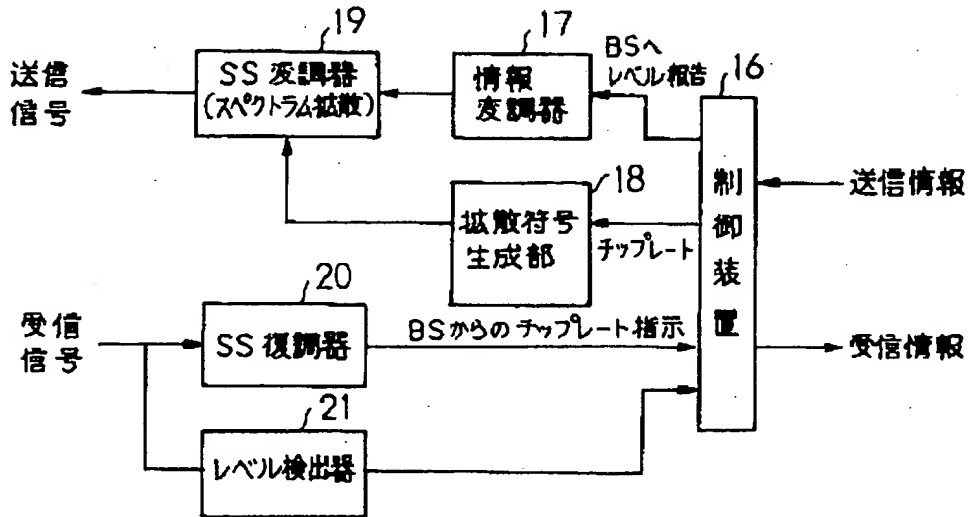 19
17
16
送信
信号
SS 変調器
(スペクトラム拡散)
情報
変調器
BSへ
レベル報告
制御装置
送信情報
18
拡散符号
生成部
チップレート
20
受信
信号
SS 復調器
BSからのチップレート指示
受信情報
21
レベル検出器